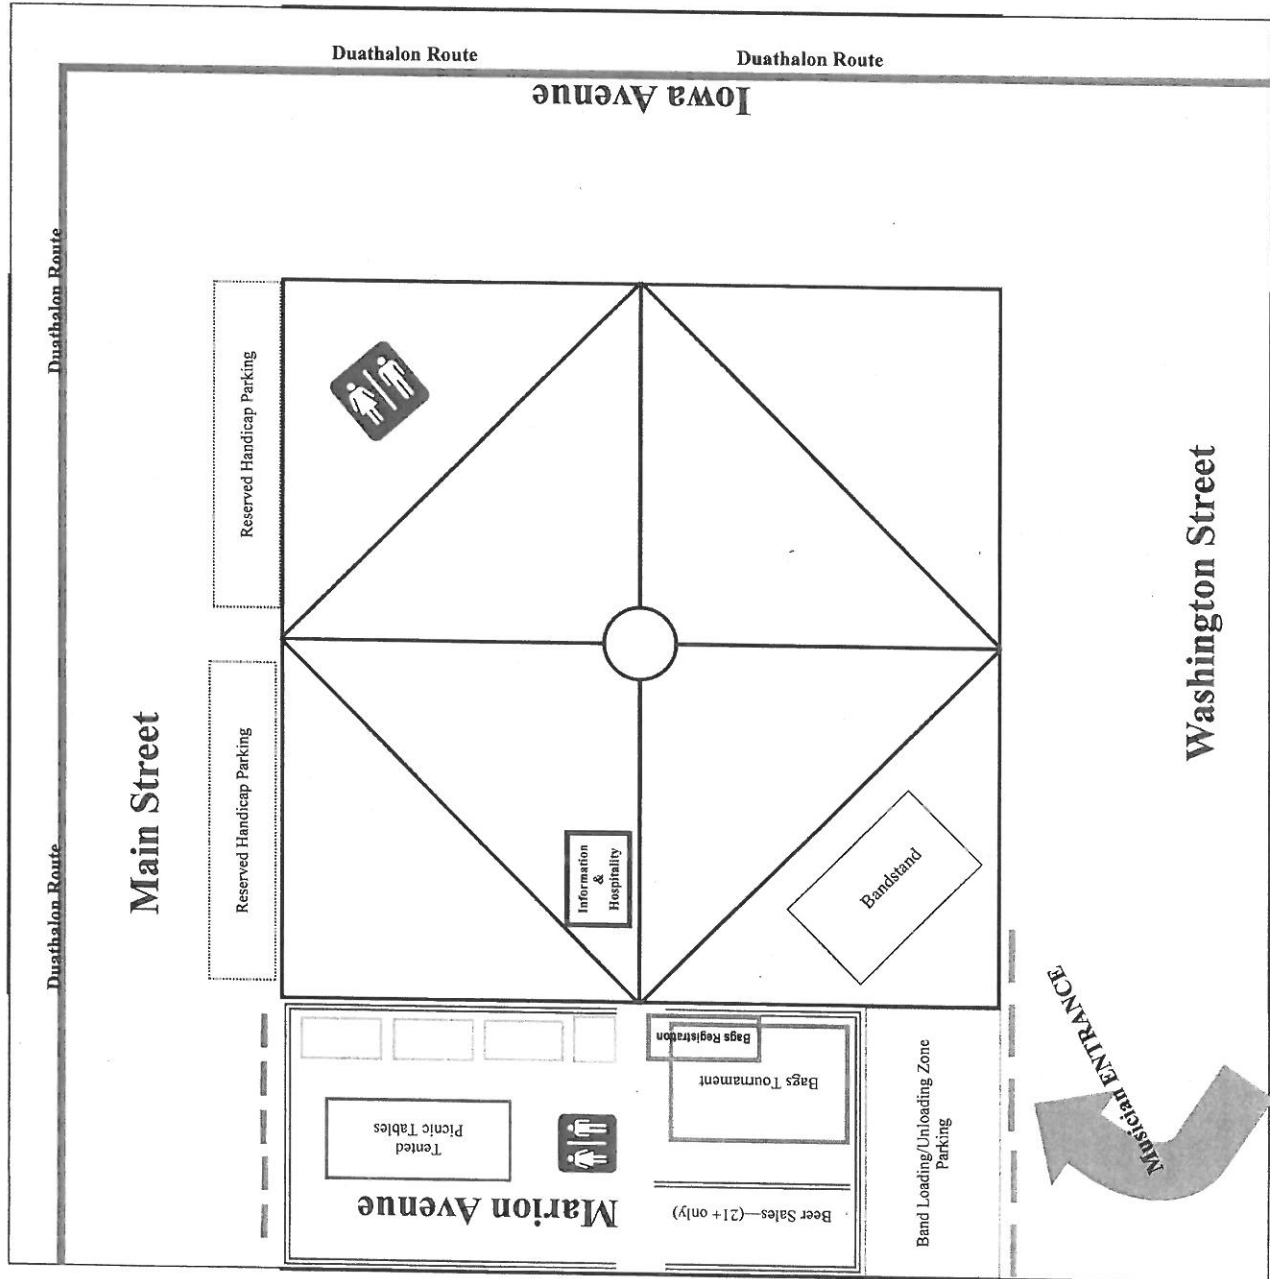 Duathalon Route
Duathalon Route
Iowa Avenue
Duathalon Route
Reserved Handicap Parking
Washington Street
Main Street
Reserved Handicap Parking
Duathalon Route
Information
&
Hospitality
Bandstand
Bags Registration
Bags Tournament
Tented
Picnic Tables
Marion Avenue
Beer Sales—(21+ only)
Band Loading/Unloading Zone
Parking
Musician ENTRANCE